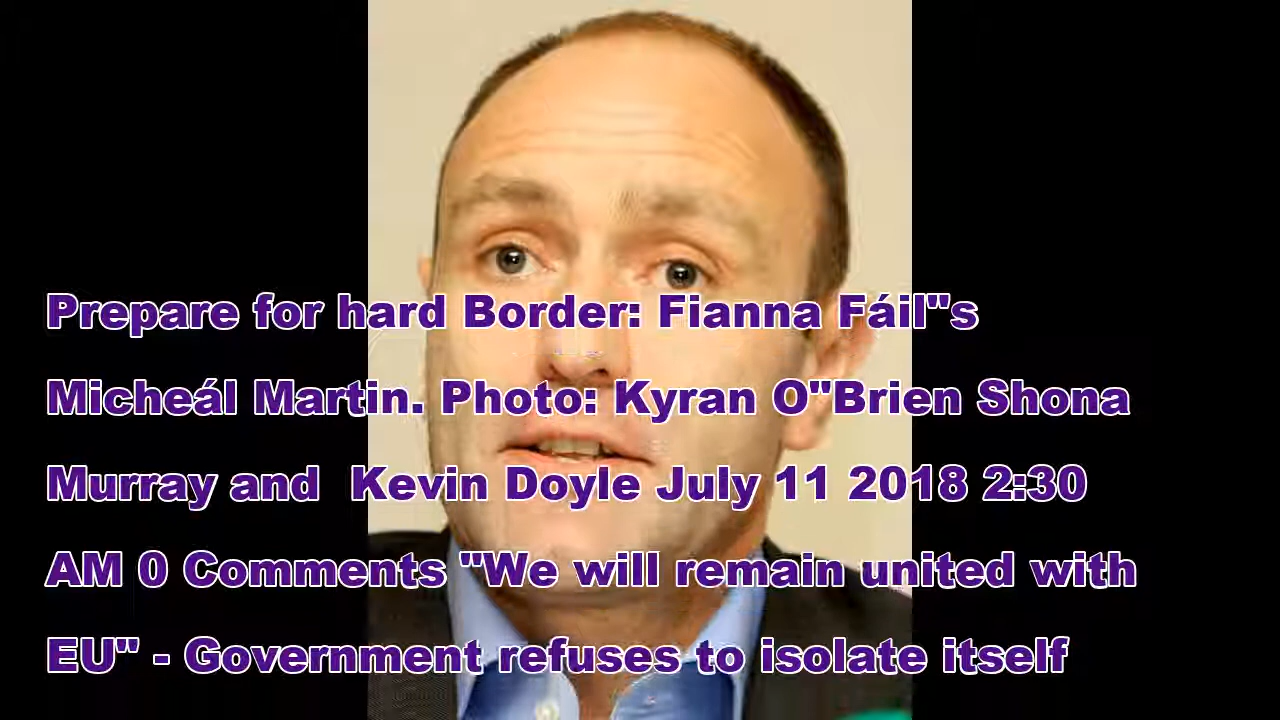 Prepare for hard Border: Fianna Fáil"s
Micheál Martin. Photo: Kyran O"Brien Shona
Murray and  Kevin Doyle July 11 2018 2:30
AM 0 Comments "We will remain united with
EU" - Government refuses to isolate itself